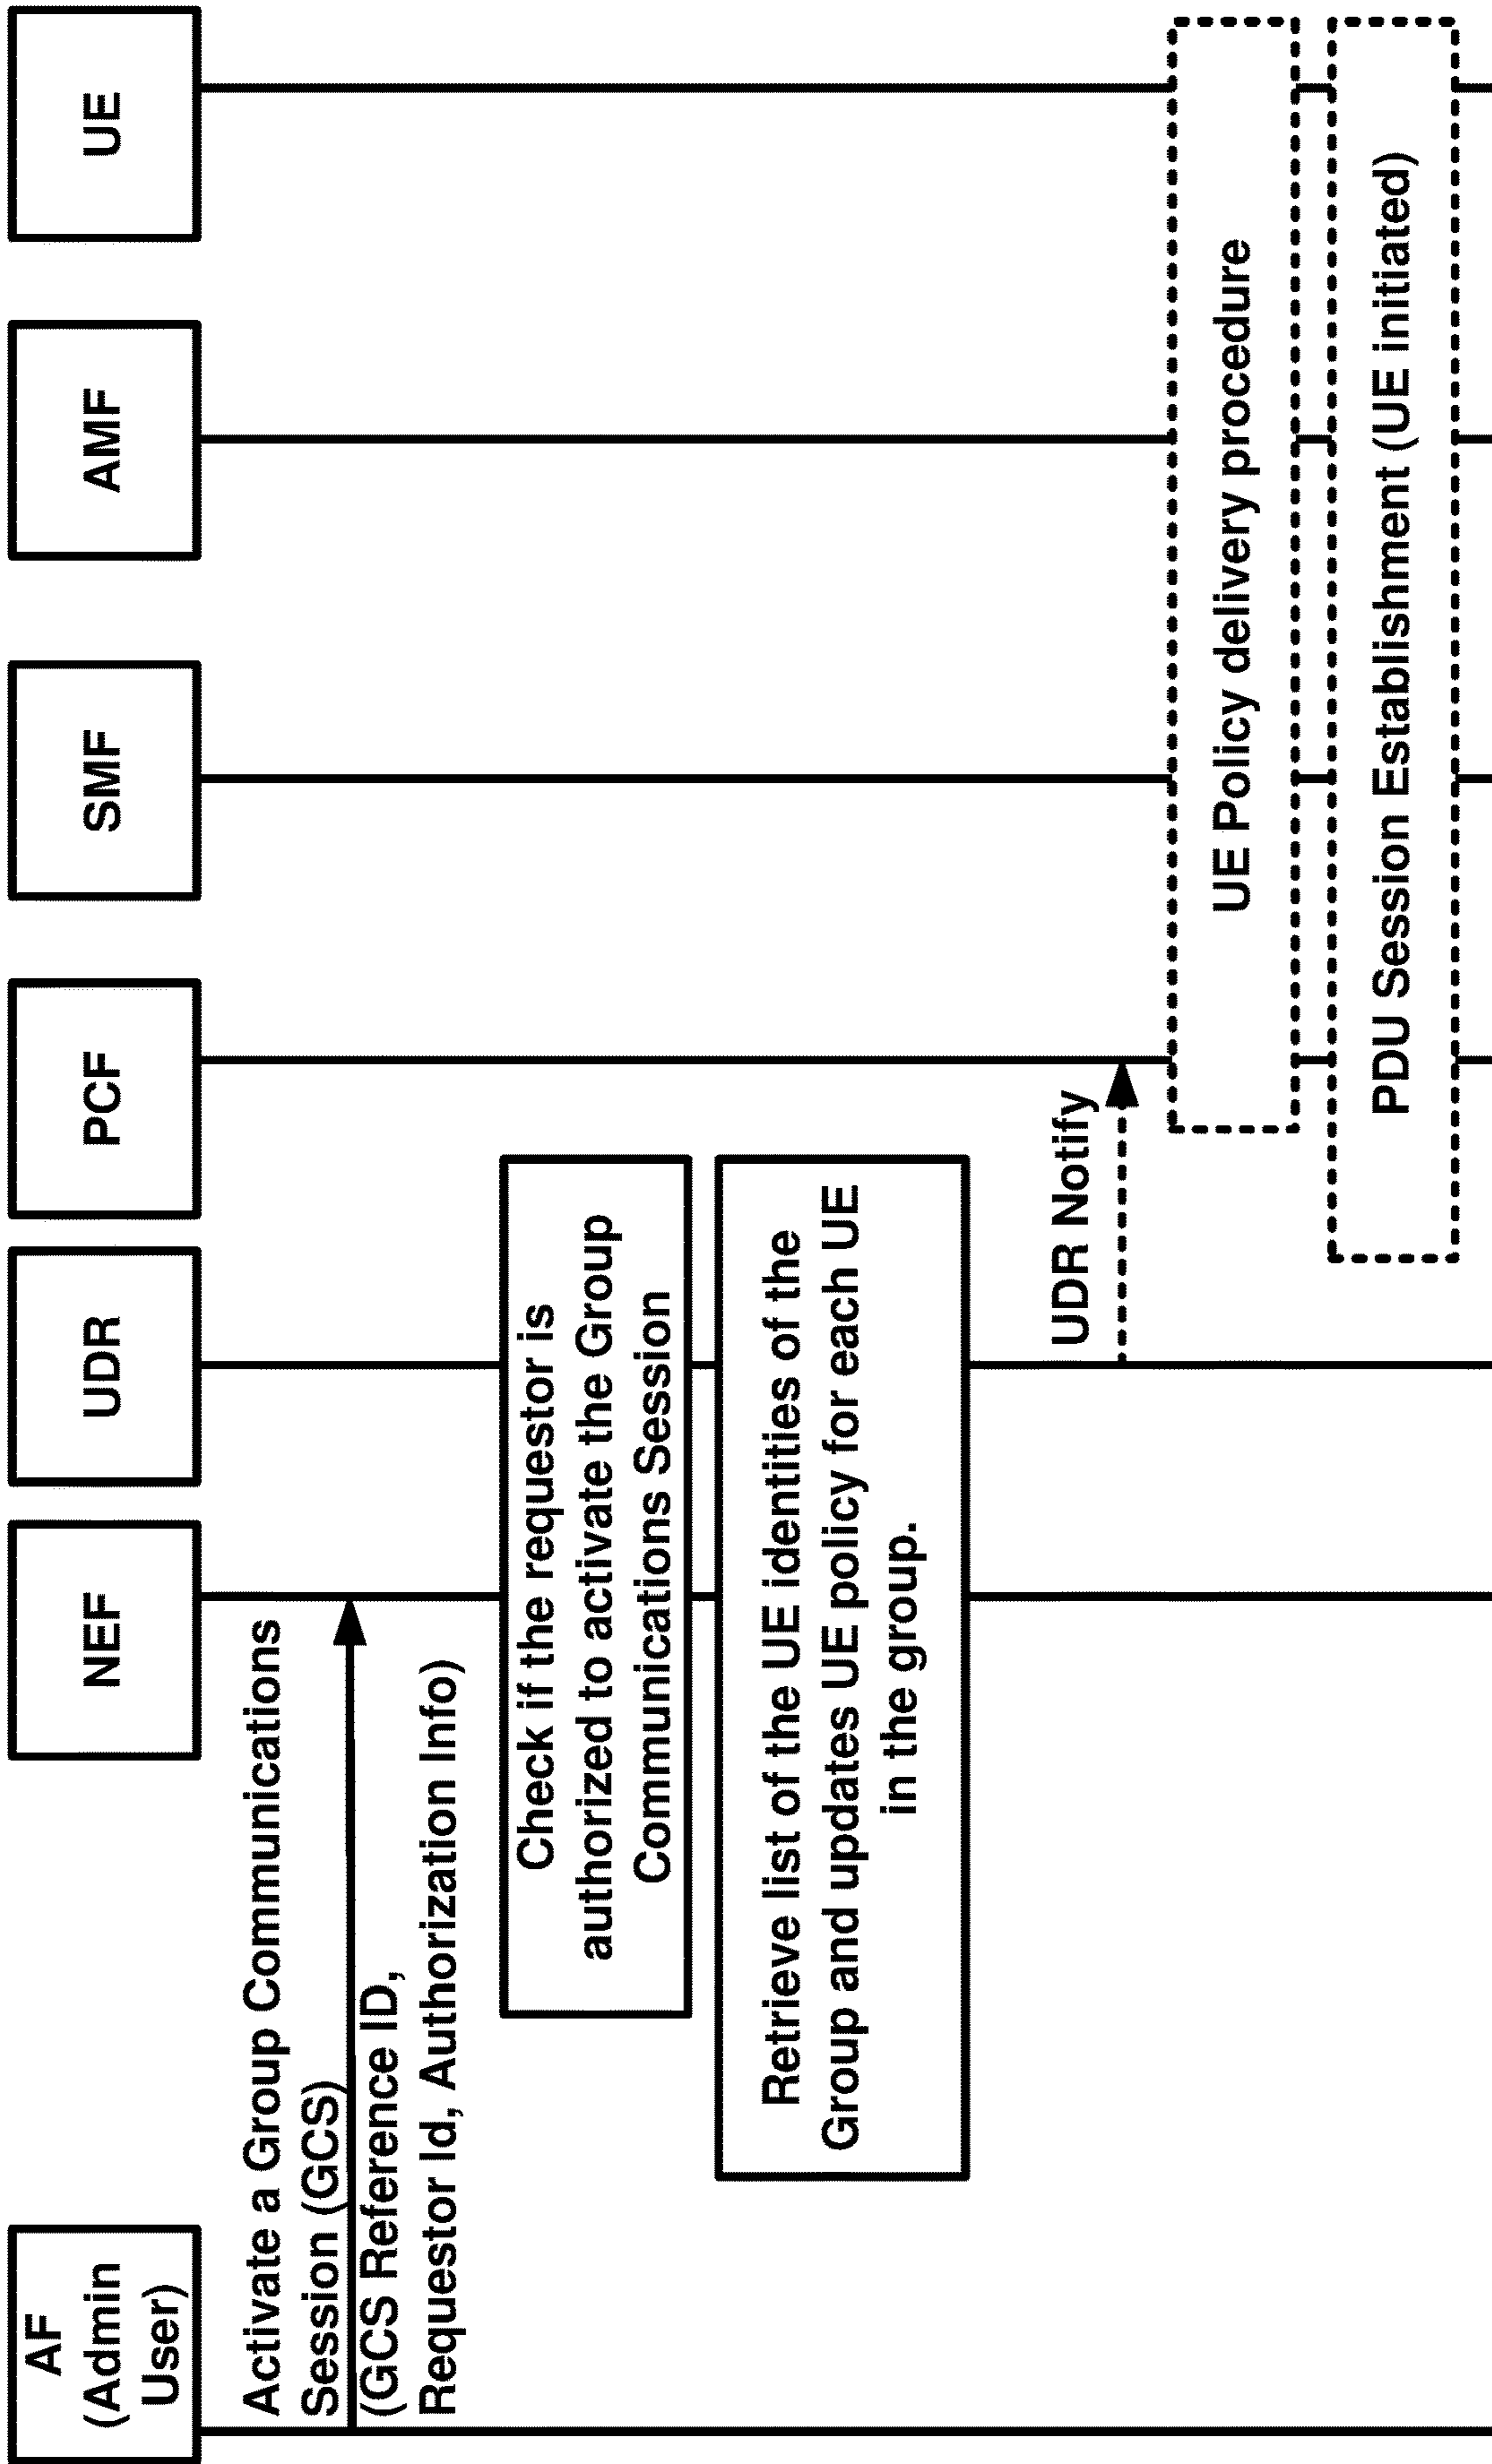 AF
(Admin
User)
NEF
UDR
PCF
SMF
AMF
UE
Activate a Group Communications
Session (GCS)
(GCS Reference ID,
Requestor Id, Authorization Info)
Check if the requestor is
authorized to activate the Group
Communications Session
Retrieve list of the UE identities of the
Group and updates UE policy for each UE
in the group.
UDR Notify
UE Policy delivery procedure
PDU Session Establishment (UE initiated)